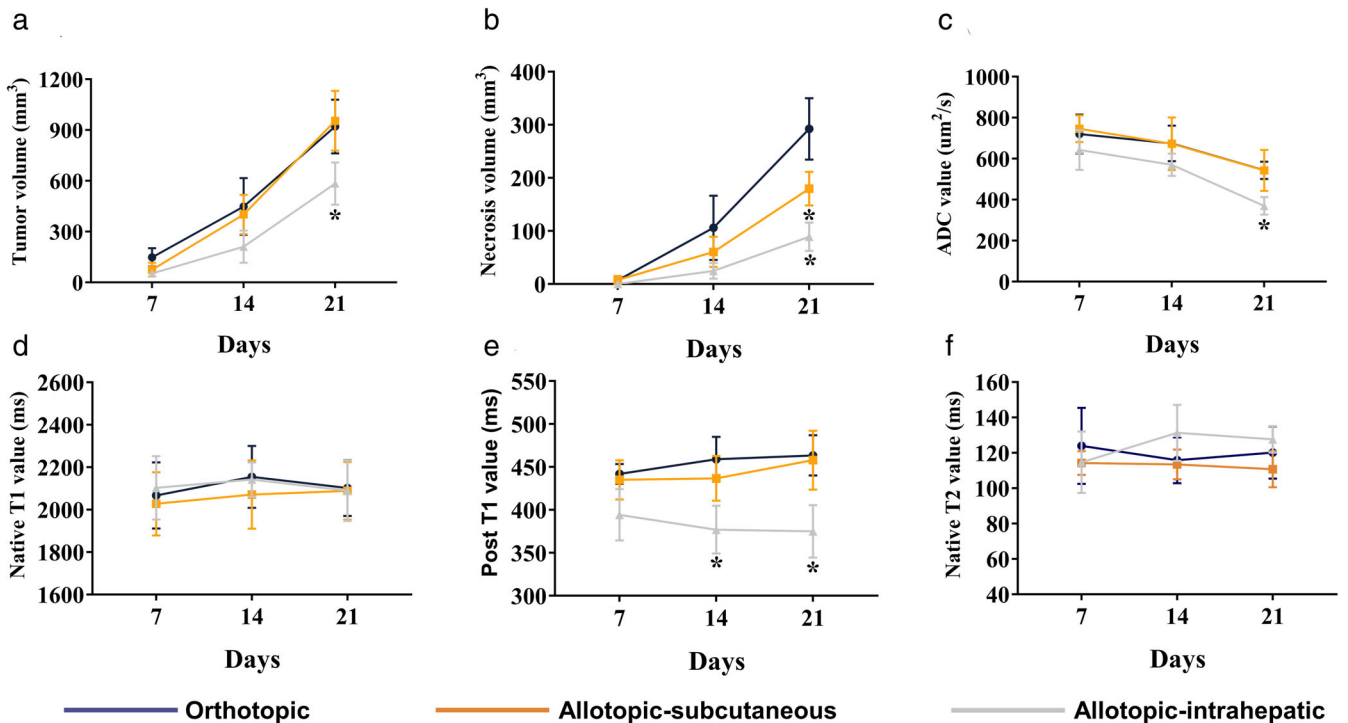 a
Tumor volume (mm³)
1200
900
600
300
0
*
7 14 21
Days
b
Necrosis volume (mm³)
400
300
200
100
0
*
*
7 14 21
Days
c
ADC value (um²/s)
1000
800
600
400
200
0
*
7 14 21
Days
d
Native T1 value (ms)
2600
2400
2200
2000
1800
1600
7 14 21
Days
e
Post T1 value (ms)
550
500
450
400
350
300
* *
7 14 21
Days
f
Native T2 value (ms)
160
140
120
100
80
60
40
7 14 21
Days
Orthotopic Allotopic-subcutaneous Allotopic-intrahepatic